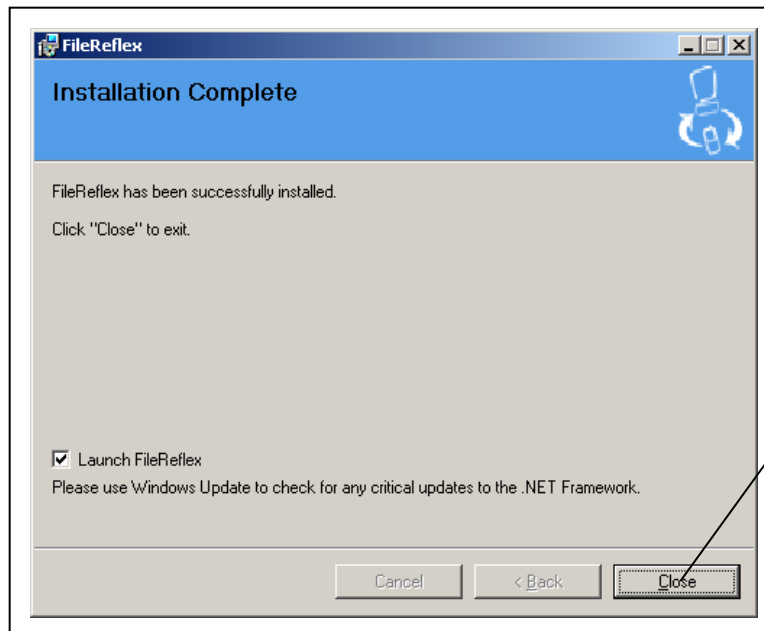 FileReflex
Installation Complete
FileReflex has been successfully installed.
Click "Close" to exit.
Launch FileReflex
Please use Windows Update to check for any critical updates to the .NET Framework.
Cancel
< Back
Close